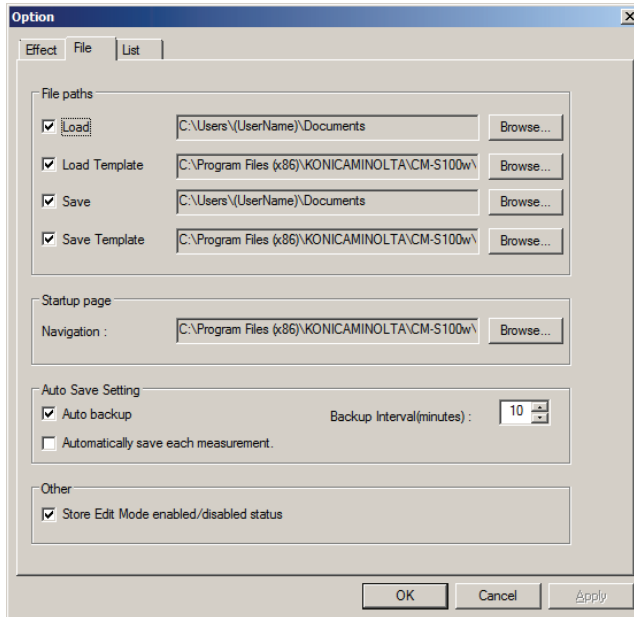 Option
Effect File List
File paths
Load C:\Users\(UserName)\Documents Browse...
Load Template C:\Program Files (x86)\KONICAMINOLTA\CM-S100w\ Browse...
Save C:\Users\(UserName)\Documents Browse...
Save Template C:\Program Files (x86)\KONICAMINOLTA\CM-S100w\ Browse...
Startup page
Navigation : C:\Program Files (x86)\KONICAMINOLTA\CM-S100w\ Browse...
Auto Save Setting
Auto backup Backup Interval(minutes) : 10
Automatically save each measurement.
Other
Store Edit Mode enabled/disabled status
OK Cancel Apply